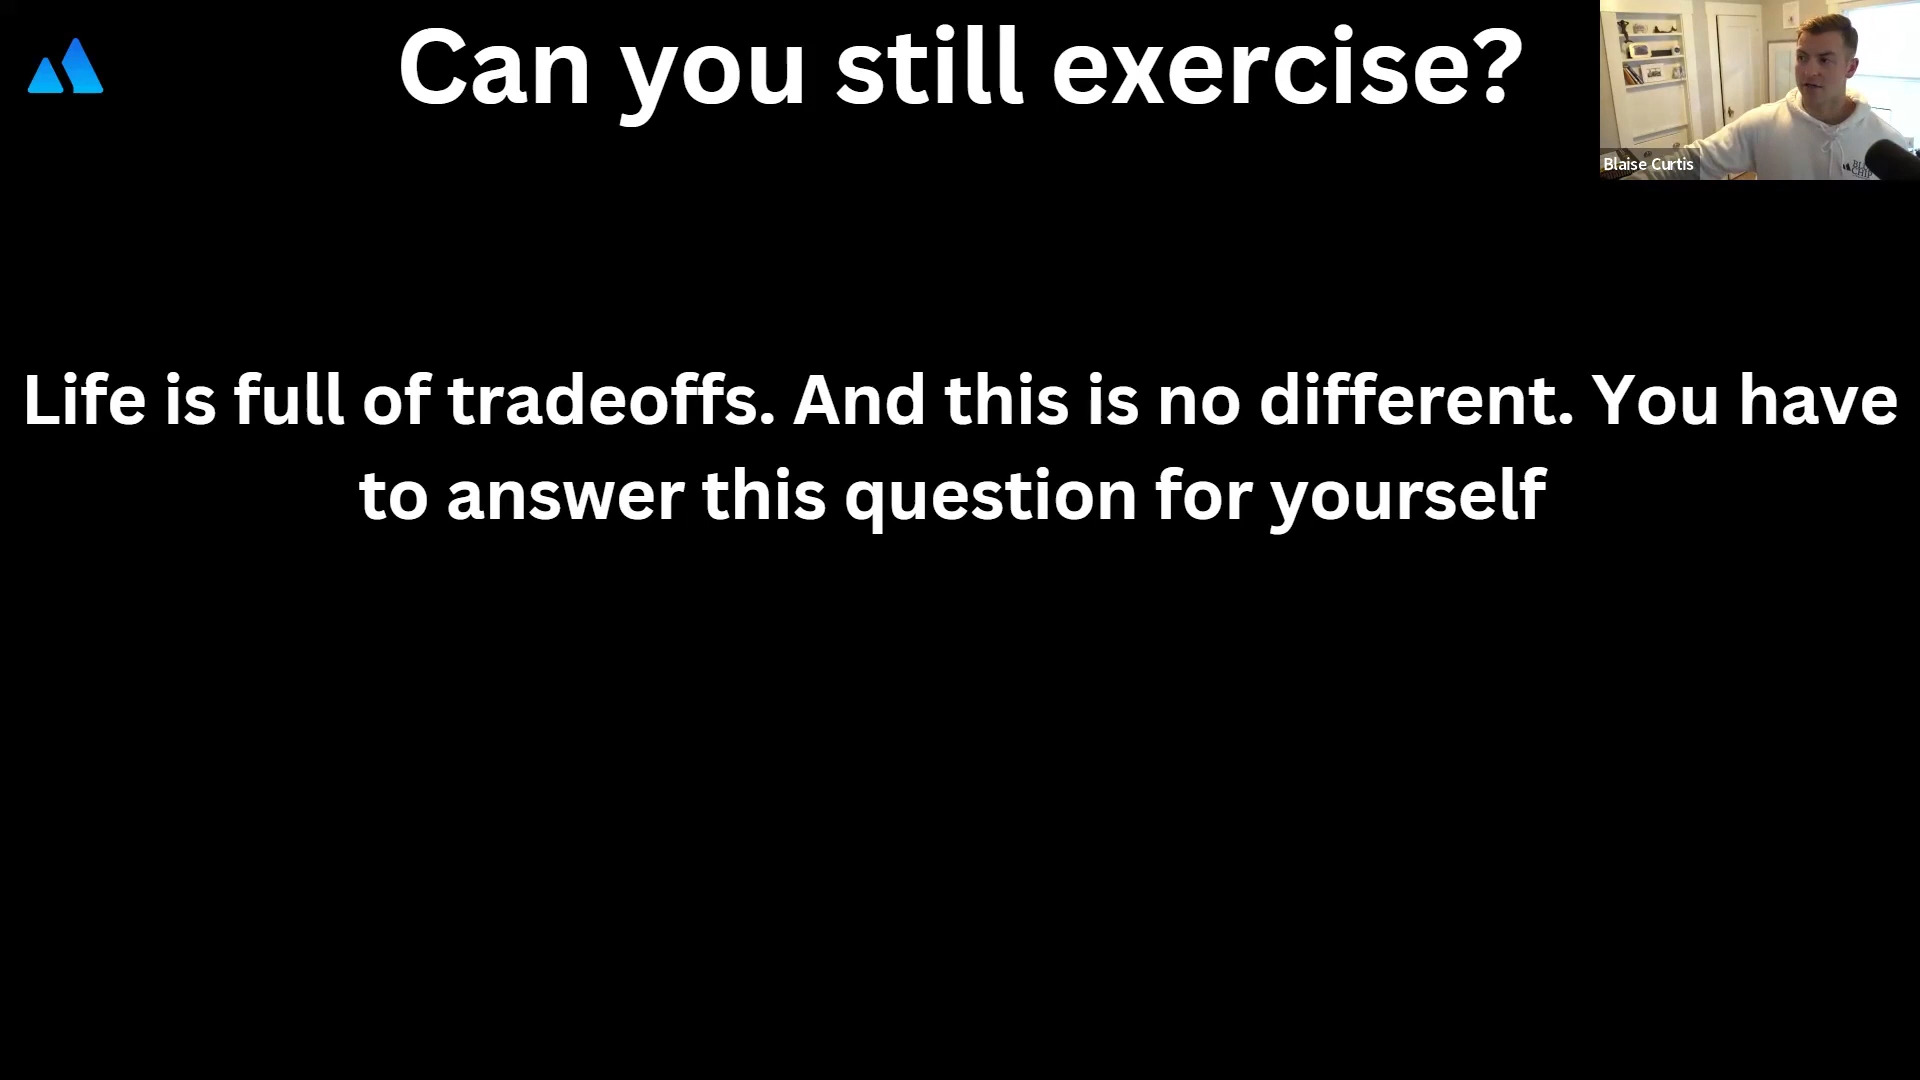 Can you still exercise?
Blaise Curtis
Life is full of tradeoffs. And this is no different. You have
to answer this question for yourself